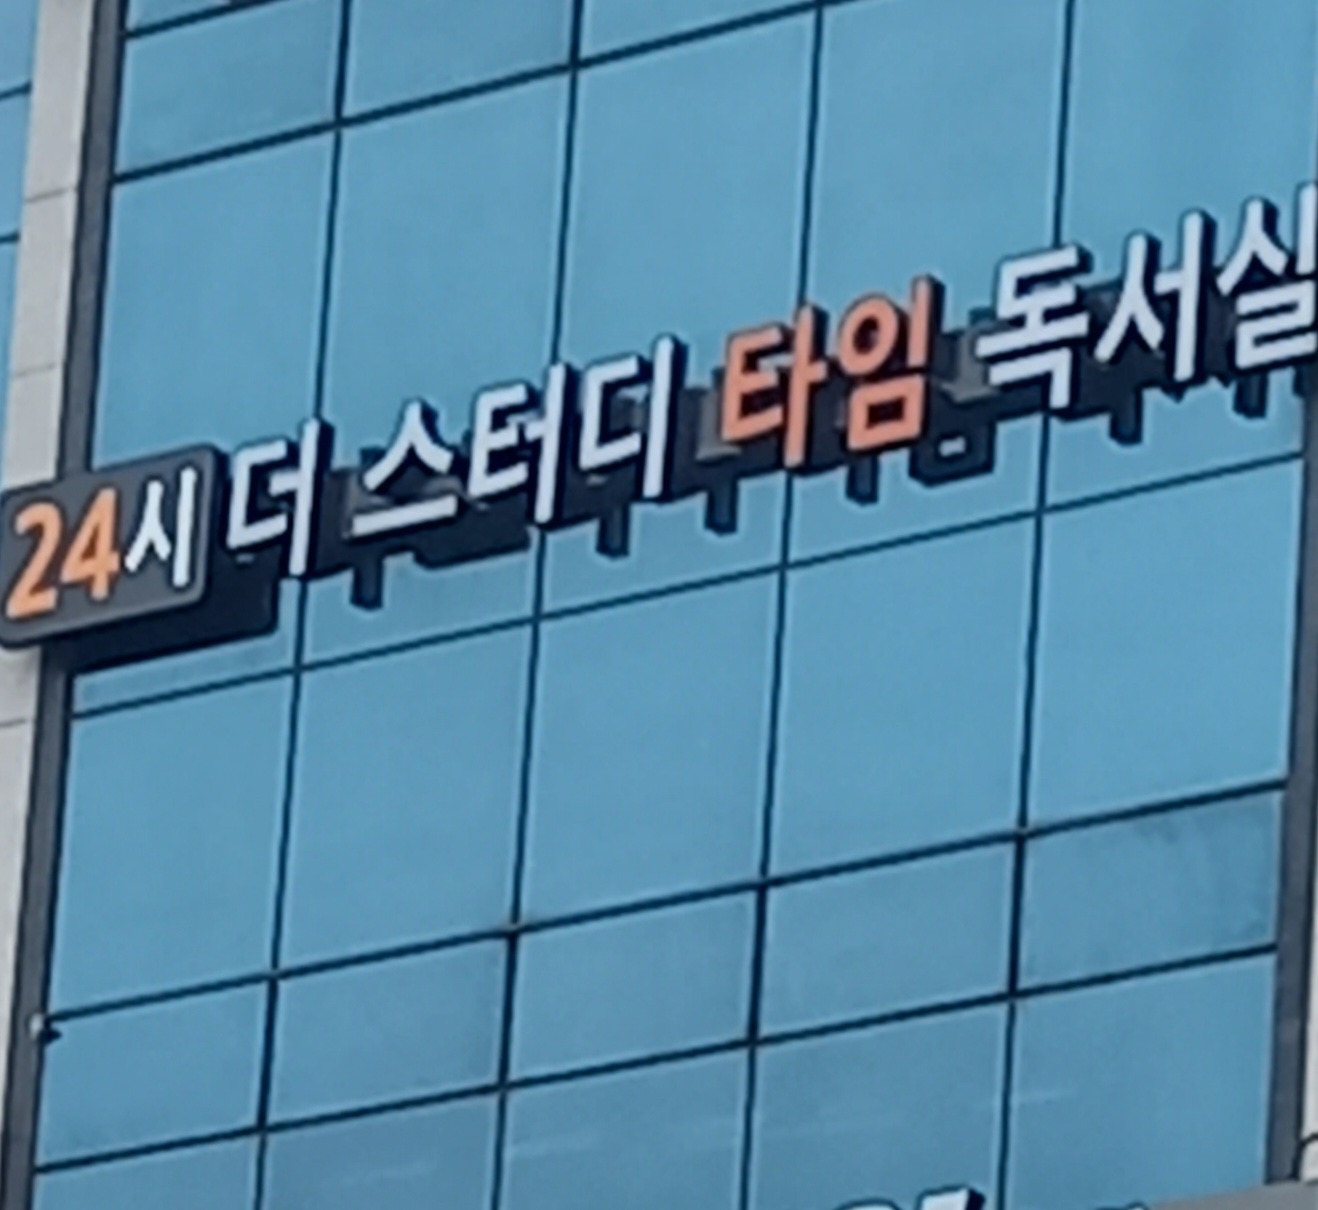 24시 더 스터디 타임 독서실